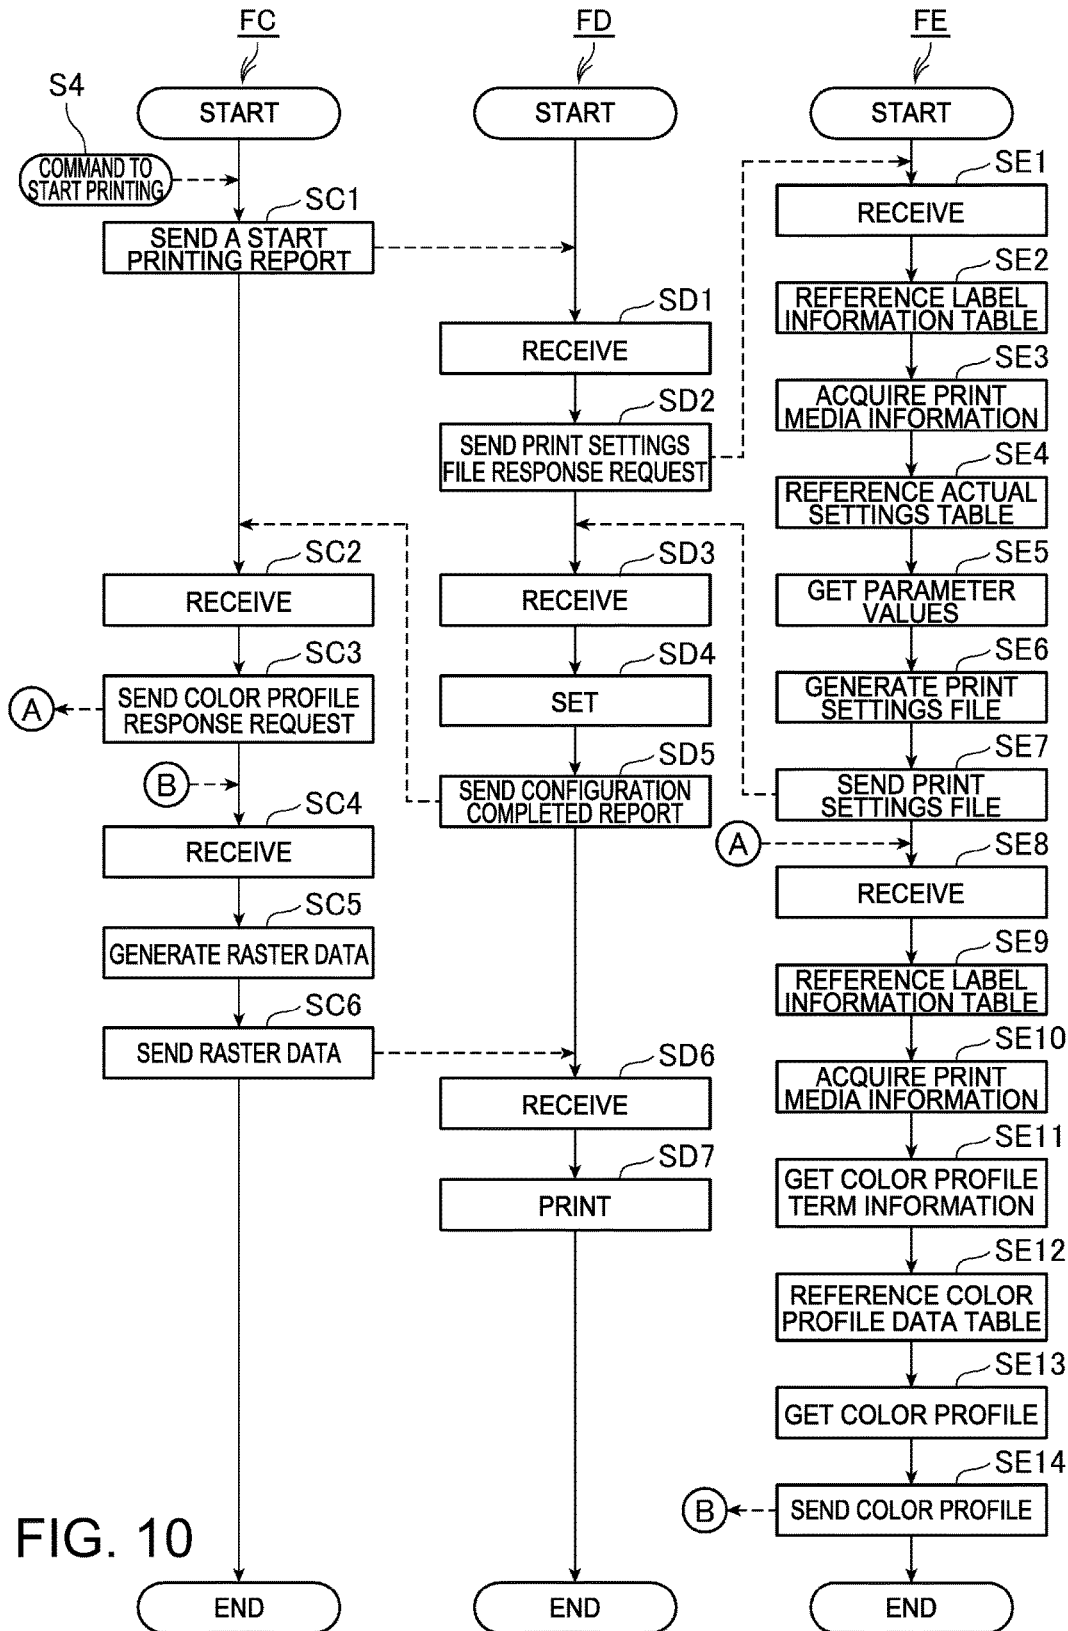 FC
FD
FE
START
START
START
S4
COMMAND TO
START PRINTING
SC1
SEND A START
PRINTING REPORT
SC2
RECEIVE
SC3
SEND COLOR PROFILE
RESPONSE REQUEST
A
B
SC4
RECEIVE
SC5
GENERATE RASTER DATA
SC6
SEND RASTER DATA
END
SD1
RECEIVE
SD2
SEND PRINT SETTINGS
FILE RESPONSE REQUEST
SD3
RECEIVE
SD4
SET
SD5
SEND CONFIGURATION
COMPLETED REPORT
SD6
RECEIVE
SD7
PRINT
END
SE1
RECEIVE
SE2
REFERENCE LABEL
INFORMATION TABLE
SE3
ACQUIRE PRINT
MEDIA INFORMATION
SE4
REFERENCE ACTUAL
SETTINGS TABLE
SE5
GET PARAMETER
VALUES
SE6
GENERATE PRINT
SETTINGS FILE
SE7
SEND PRINT
SETTINGS FILE
A
SE8
RECEIVE
SE9
REFERENCE LABEL
INFORMATION TABLE
SE10
ACQUIRE PRINT
MEDIA INFORMATION
SE11
GET COLOR PROFILE
TERM INFORMATION
SE12
REFERENCE COLOR
PROFILE DATA TABLE
SE13
GET COLOR PROFILE
SE14
SEND COLOR PROFILE
B
END
FIG. 10